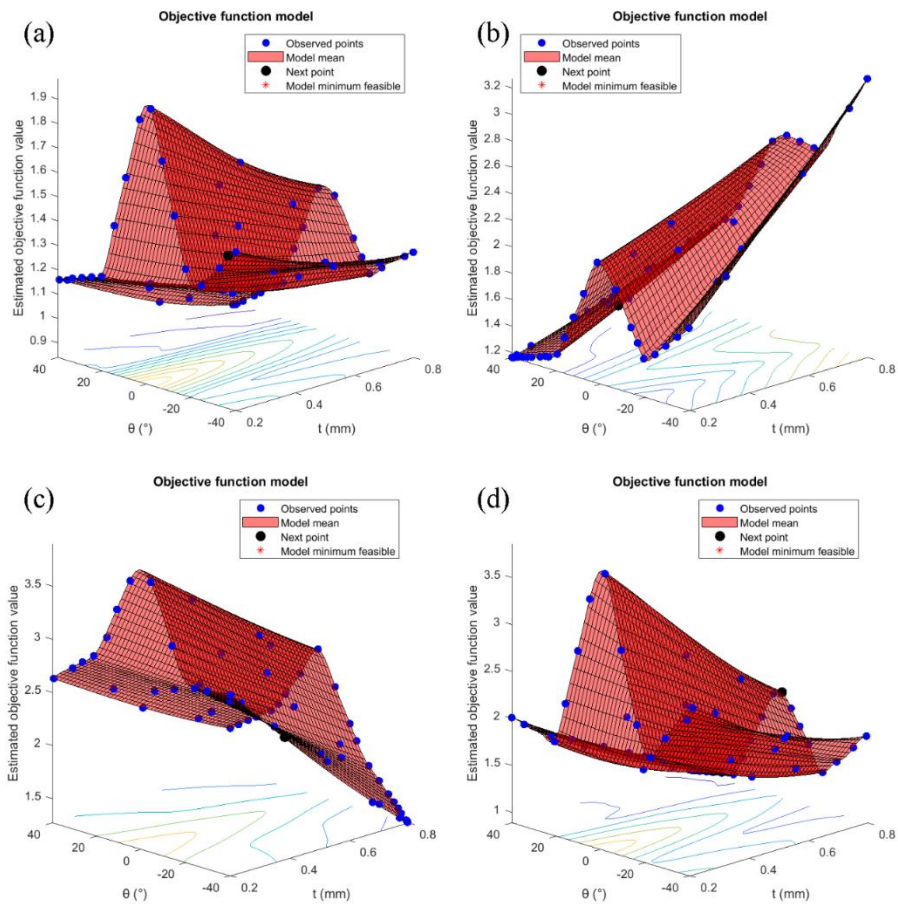 (a)
Objective function model
Observed points
Model mean
Next point
Model minimum feasible
Estimated objective function value
1.9
1.8
1.7
1.6
1.5
1.4
1.3
1.2
1.1
1
0.9
40
20
0
-20
-40
θ (°)
0.2
0.4
0.6
0.8
t (mm)
(b)
Objective function model
Observed points
Model mean
Next point
Model minimum feasible
Estimated objective function value
3.2
3
2.8
2.6
2.4
2.2
2
1.8
1.6
1.4
1.2
40
20
0
-20
-40
θ (°)
0.2
0.4
0.6
0.8
t (mm)
(c)
Objective function model
Observed points
Model mean
Next point
Model minimum feasible
Estimated objective function value
3.5
3
2.5
2
1.5
40
20
0
-20
-40
θ (°)
0.2
0.4
0.6
0.8
t (mm)
(d)
Objective function model
Observed points
Model mean
Next point
Model minimum feasible
Estimated objective function value
3.5
3
2.5
2
1.5
1
40
20
0
-20
-40
θ (°)
0.2
0.4
0.6
0.8
t (mm)